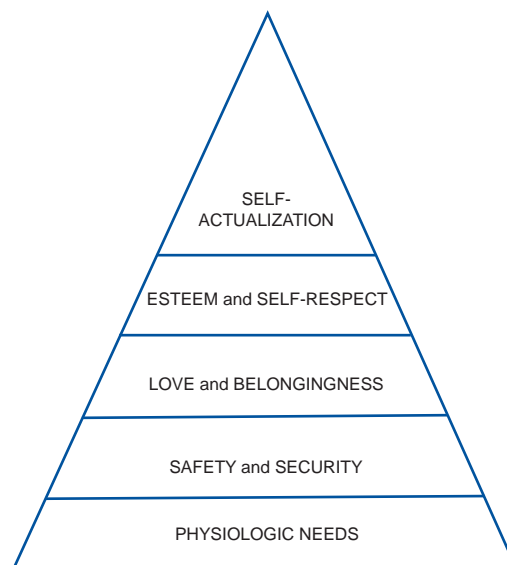 SELF-
ACTUALIZATION
ESTEEM and SELF-RESPECT
LOVE and BELONGINGNESS
SAFETY and SECURITY
PHYSIOLOGIC NEEDS